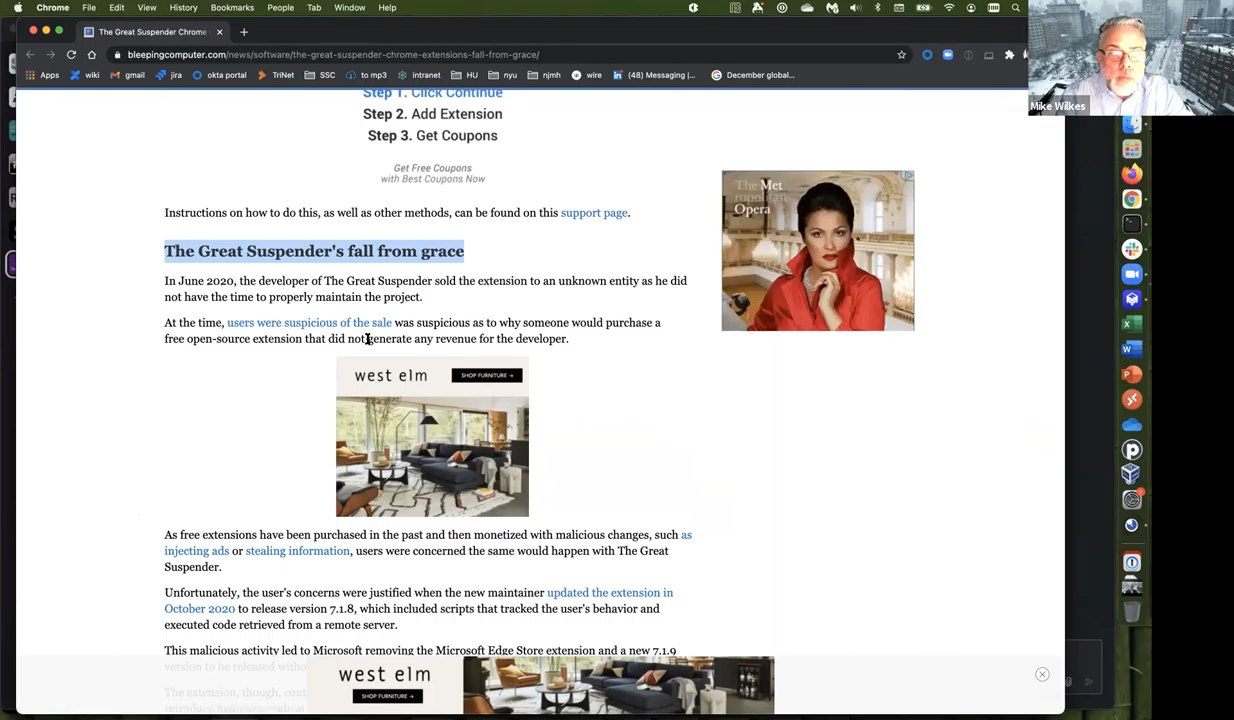 Chrome File Edit View History Bookmarks People Tab Window Help
The Great Suspender Chrome
bleepingcomputer.com/news/software/the-great-suspender-chrome-extensions-fall-from-grace/
Apps wiki gmail jira okta portal TriNet SSC to mp3 intranet HU nyu njmh wire (48) Messaging |... December global...
Mike Wilkes
Step 1. Click Continue
Step 2. Add Extension
Step 3. Get Coupons
Get Free Coupons
with Best Coupons Now
Instructions on how to do this, as well as other methods, can be found on this support page.
The Great Suspender's fall from grace
In June 2020, the developer of The Great Suspender sold the extension to an unknown entity as he did
not have the time to properly maintain the project.
At the time, users were suspicious of the sale was suspicious as to why someone would purchase a
free open-source extension that did not generate any revenue for the developer.
The Met
ropolitan
Opera
west elm
SHOP FURNITURE →
As free extensions have been purchased in the past and then monetized with malicious changes, such as
injecting ads or stealing information, users were concerned the same would happen with The Great
Suspender.
Unfortunately, the user's concerns were justified when the new maintainer updated the extension in
October 2020 to release version 7.1.8, which included scripts that tracked the user's behavior and
executed code retrieved from a remote server.
This malicious activity led to Microsoft removing the Microsoft Edge Store extension and a new 7.1.9
version to be released witho
The extension, though, cont
west elm
SHOP FURNITURE →